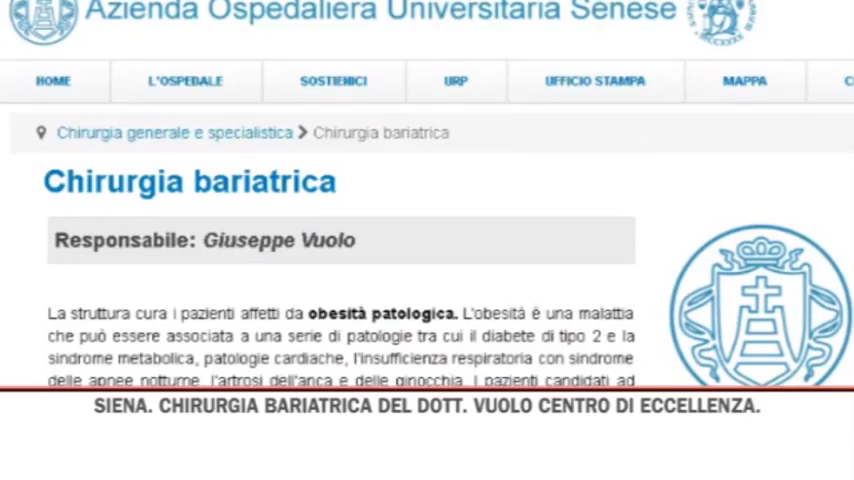 Azienda Ospedaliera Universitaria Senese
HOME L'OSPEDALE SOSTIENICI URP UFFICIO STAMPA MAPPA
Chirurgia generale e specialistica > Chirurgia bariatrica
Chirurgia bariatrica
Responsabile: Giuseppe Vuolo
La struttura cura i pazienti affetti da obesità patologica. L'obesità è una malattia
che può essere associata a una serie di patologie tra cui il diabete di tipo 2 e la
sindrome metabolica, patologie cardiache, l'insufficienza respiratoria con sindrome
delle apnee notturne, l'artrosi dell'anca e delle ginocchia. I pazienti candidati ad
SIENA. CHIRURGIA BARIATRICA DEL DOTT. VUOLO CENTRO DI ECCELLENZA.